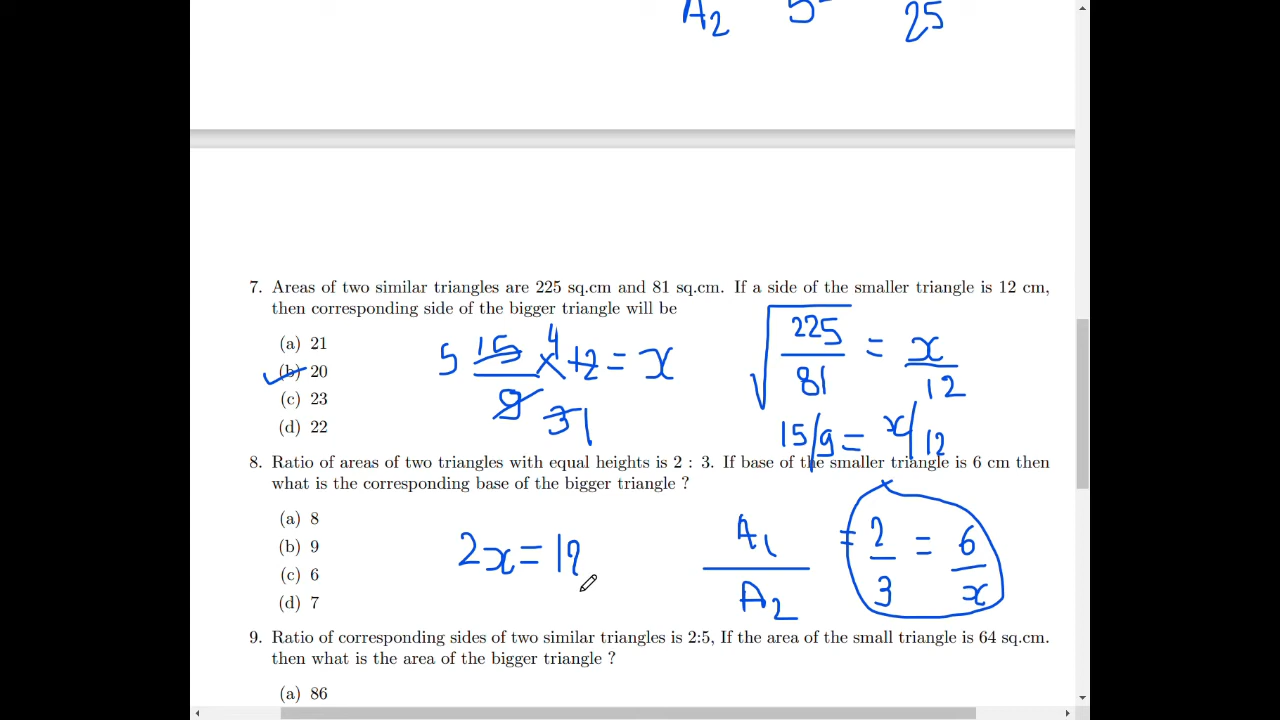 A2 5² 25
7. Areas of two similar triangles are 225 sq.cm and 81 sq.cm. If a side of the smaller triangle is 12 cm,
then corresponding side of the bigger triangle will be
(a) 21
(b) 20
(c) 23
(d) 22
5 15/9 × 4 12 = x
31
√225/81 = x/12
15/9 = x/12
8. Ratio of areas of two triangles with equal heights is 2 : 3. If base of the smaller triangle is 6 cm then
what is the corresponding base of the bigger triangle ?
(a) 8
(b) 9
(c) 6
(d) 7
2x = 1
A1/A2 = 2/3 = 6/x
9. Ratio of corresponding sides of two similar triangles is 2:5, If the area of the small triangle is 64 sq.cm.
then what is the area of the bigger triangle ?
(a) 86